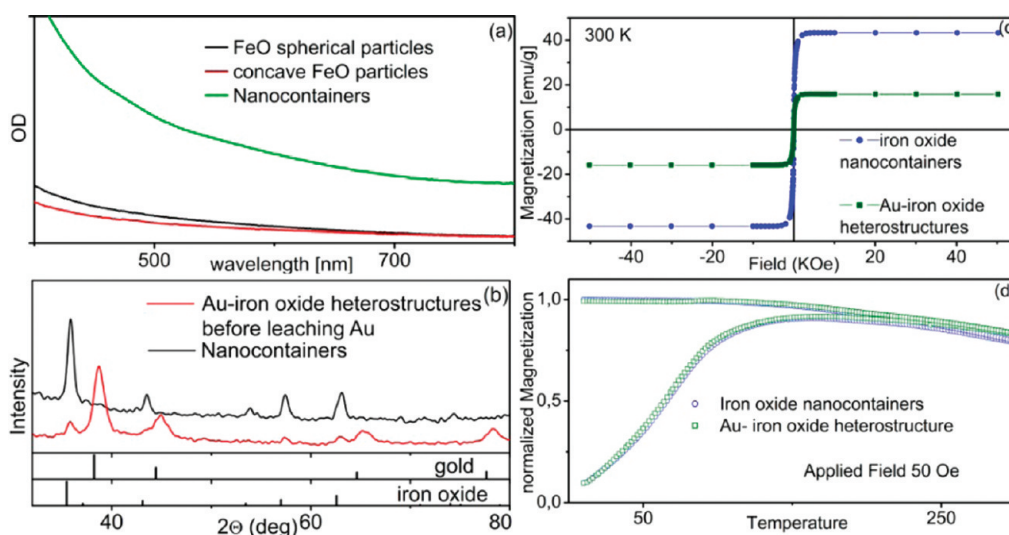 (a)
FeO spherical particles
concave FeO particles
Nanocontainers
OD
500
700
wavelength [nm]
(b)
Au-iron oxide heterostructures
before leaching Au
Nanocontainers
Intensity
gold
iron oxide
40
60
80
2Θ (deg)
300 K
(c
40
20
0
-20
-40
Magnetization [emu/g]
iron oxide
nanocontainers
Au-iron oxide
heterostructures
-40
-20
0
20
40
Field (KOe)
(d)
1,0
0,5
0,0
normalized Magnetization
Iron oxide nanocontainers
Au- iron oxide heterostructure
Applied Field 50 Oe
50
250
Temperature